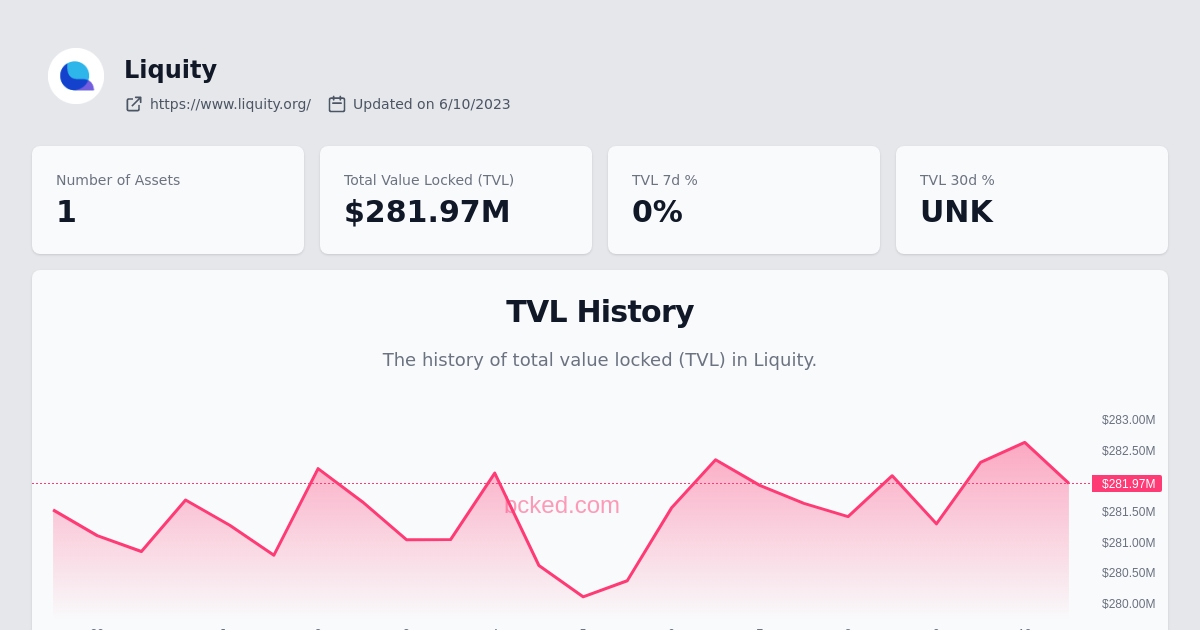 Liquity
https://www.liquity.org/ Updated on 6/10/2023
Number of Assets
1
Total Value Locked (TVL)
$281.97M
TVL 7d %
0%
TVL 30d %
UNK
TVL History
The history of total value locked (TVL) in Liquity.
bcked.com
$283.00M
$282.50M
$281.97M
$281.50M
$281.00M
$280.50M
$280.00M